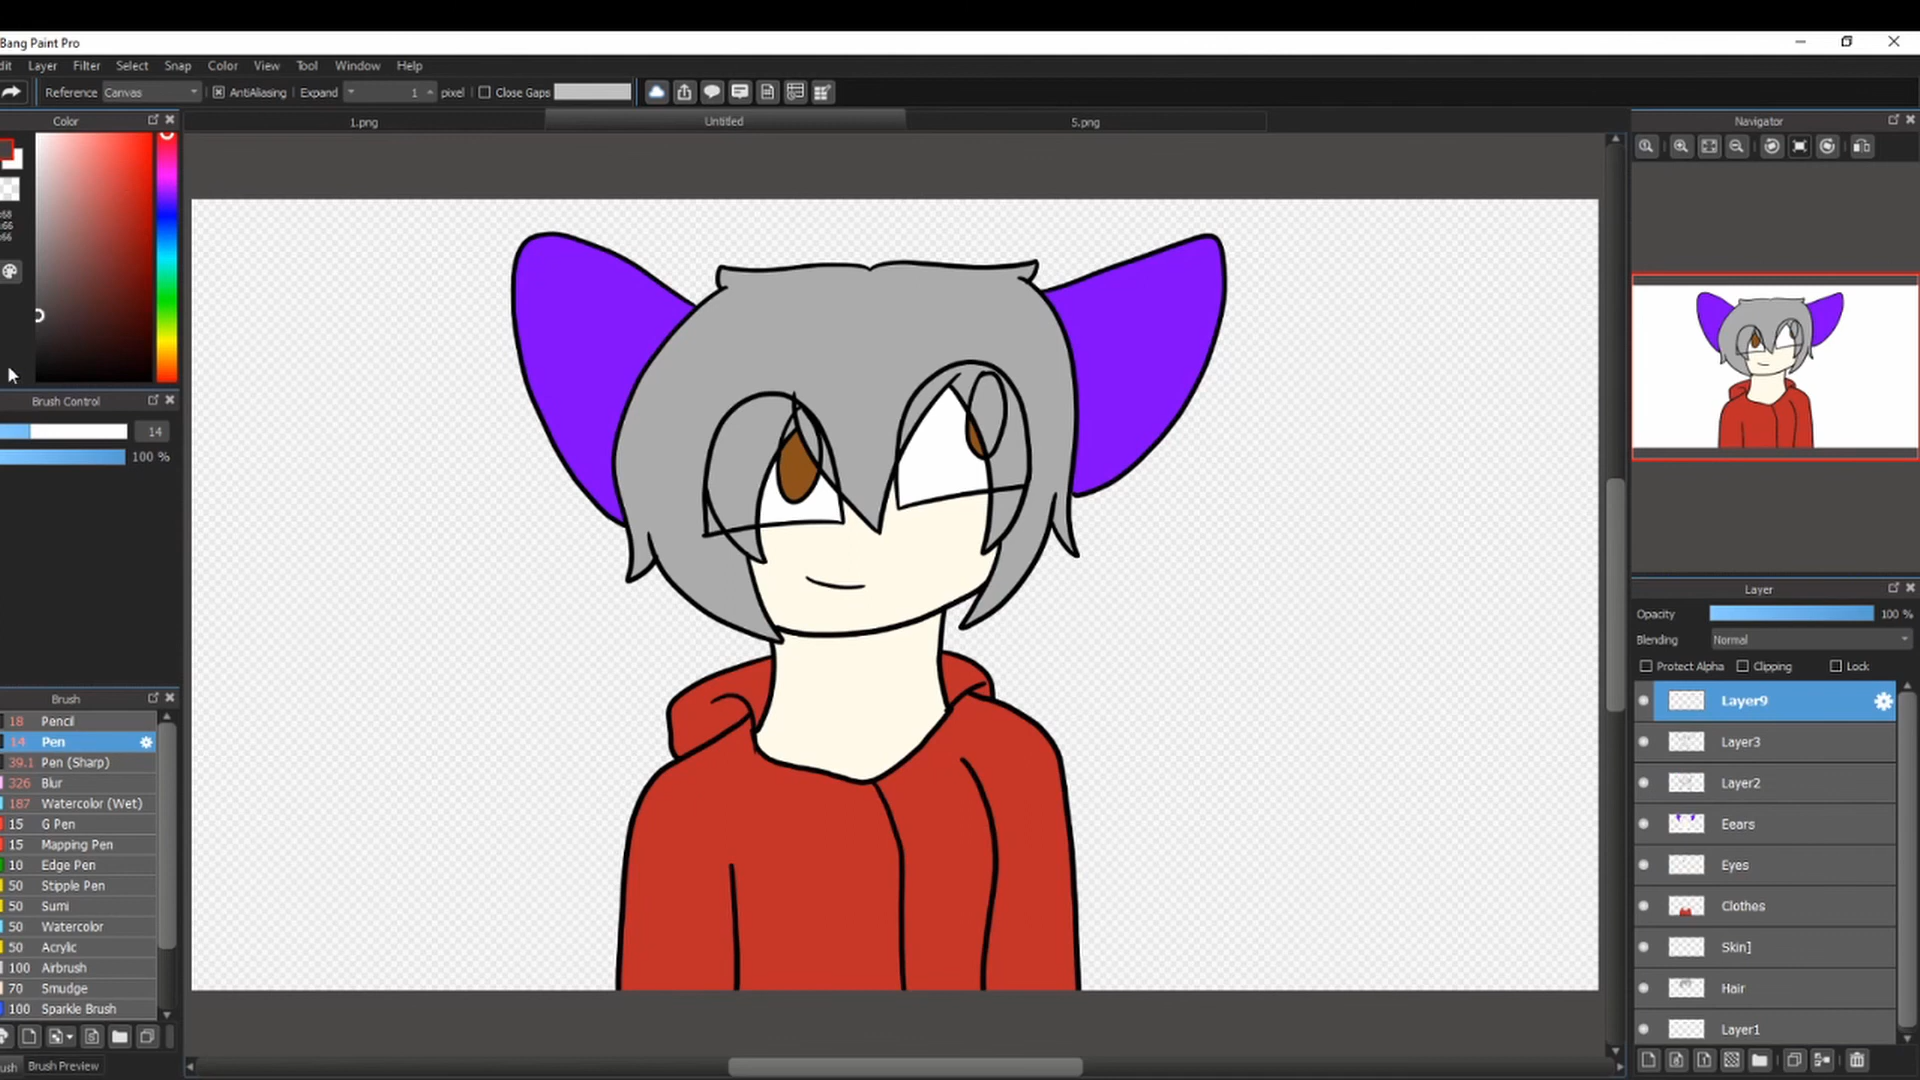 Bang Paint Pro
dit Layer Filter Select Snap Color View Tool Window Help
Reference Canvas AntiAliasing Expand 1 pixel Close Gaps
Color
1.png Untitled 5.png
Navigator
:68
:66
:66
Brush Control
14
100 %
Brush
18 Pencil
14 Pen
39.1 Pen (Sharp)
326 Blur
187 Watercolor (Wet)
15 G Pen
15 Mapping Pen
10 Edge Pen
50 Stipple Pen
50 Sumi
50 Watercolor
50 Acrylic
100 Airbrush
70 Smudge
100 Sparkle Brush
ush Brush Preview
Layer
Opacity 100 %
Blending Normal
Protect Alpha Clipping Lock
Layer9
Layer3
Layer2
Eears
Eyes
Clothes
Skin]
Hair
Layer1